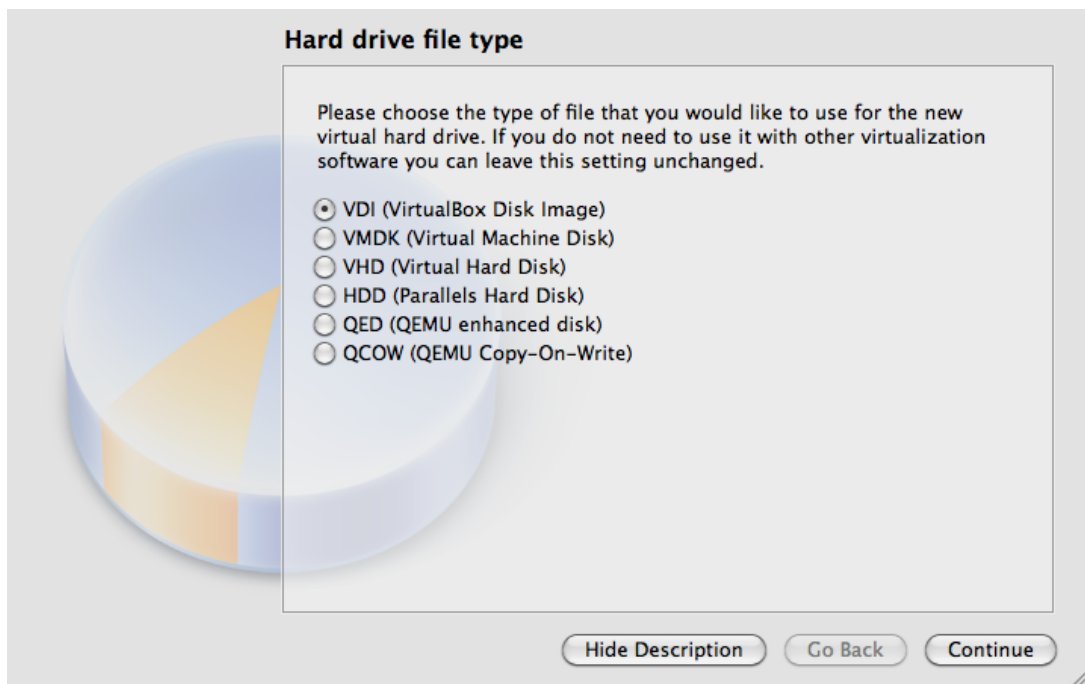 Hard drive file type
Please choose the type of file that you would like to use for the new
virtual hard drive. If you do not need to use it with other virtualization
software you can leave this setting unchanged.
VDI (VirtualBox Disk Image)
VMDK (Virtual Machine Disk)
VHD (Virtual Hard Disk)
HDD (Parallels Hard Disk)
QED (QEMU enhanced disk)
QCOW (QEMU Copy-On-Write)
Hide Description
Go Back
Continue